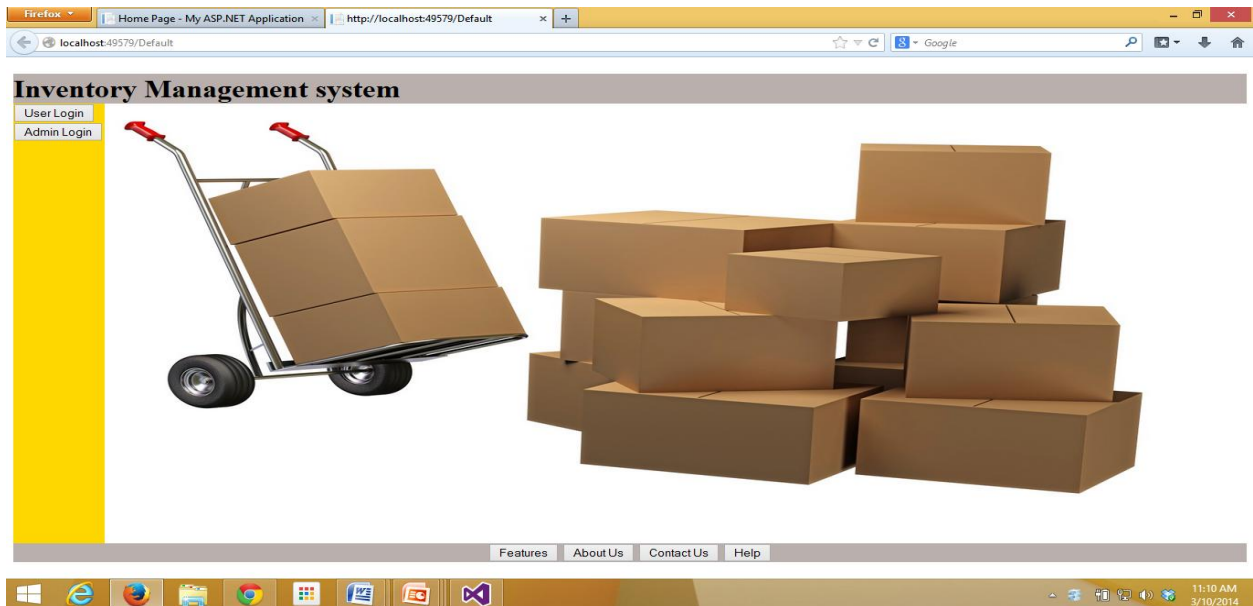 Firefox
Home Page - My ASP.NET Application
http://localhost:49579/Default
localhost:49579/Default
Google
Inventory Management system
User Login
Admin Login
Features About Us Contact Us Help
11:10 AM
3/10/2014